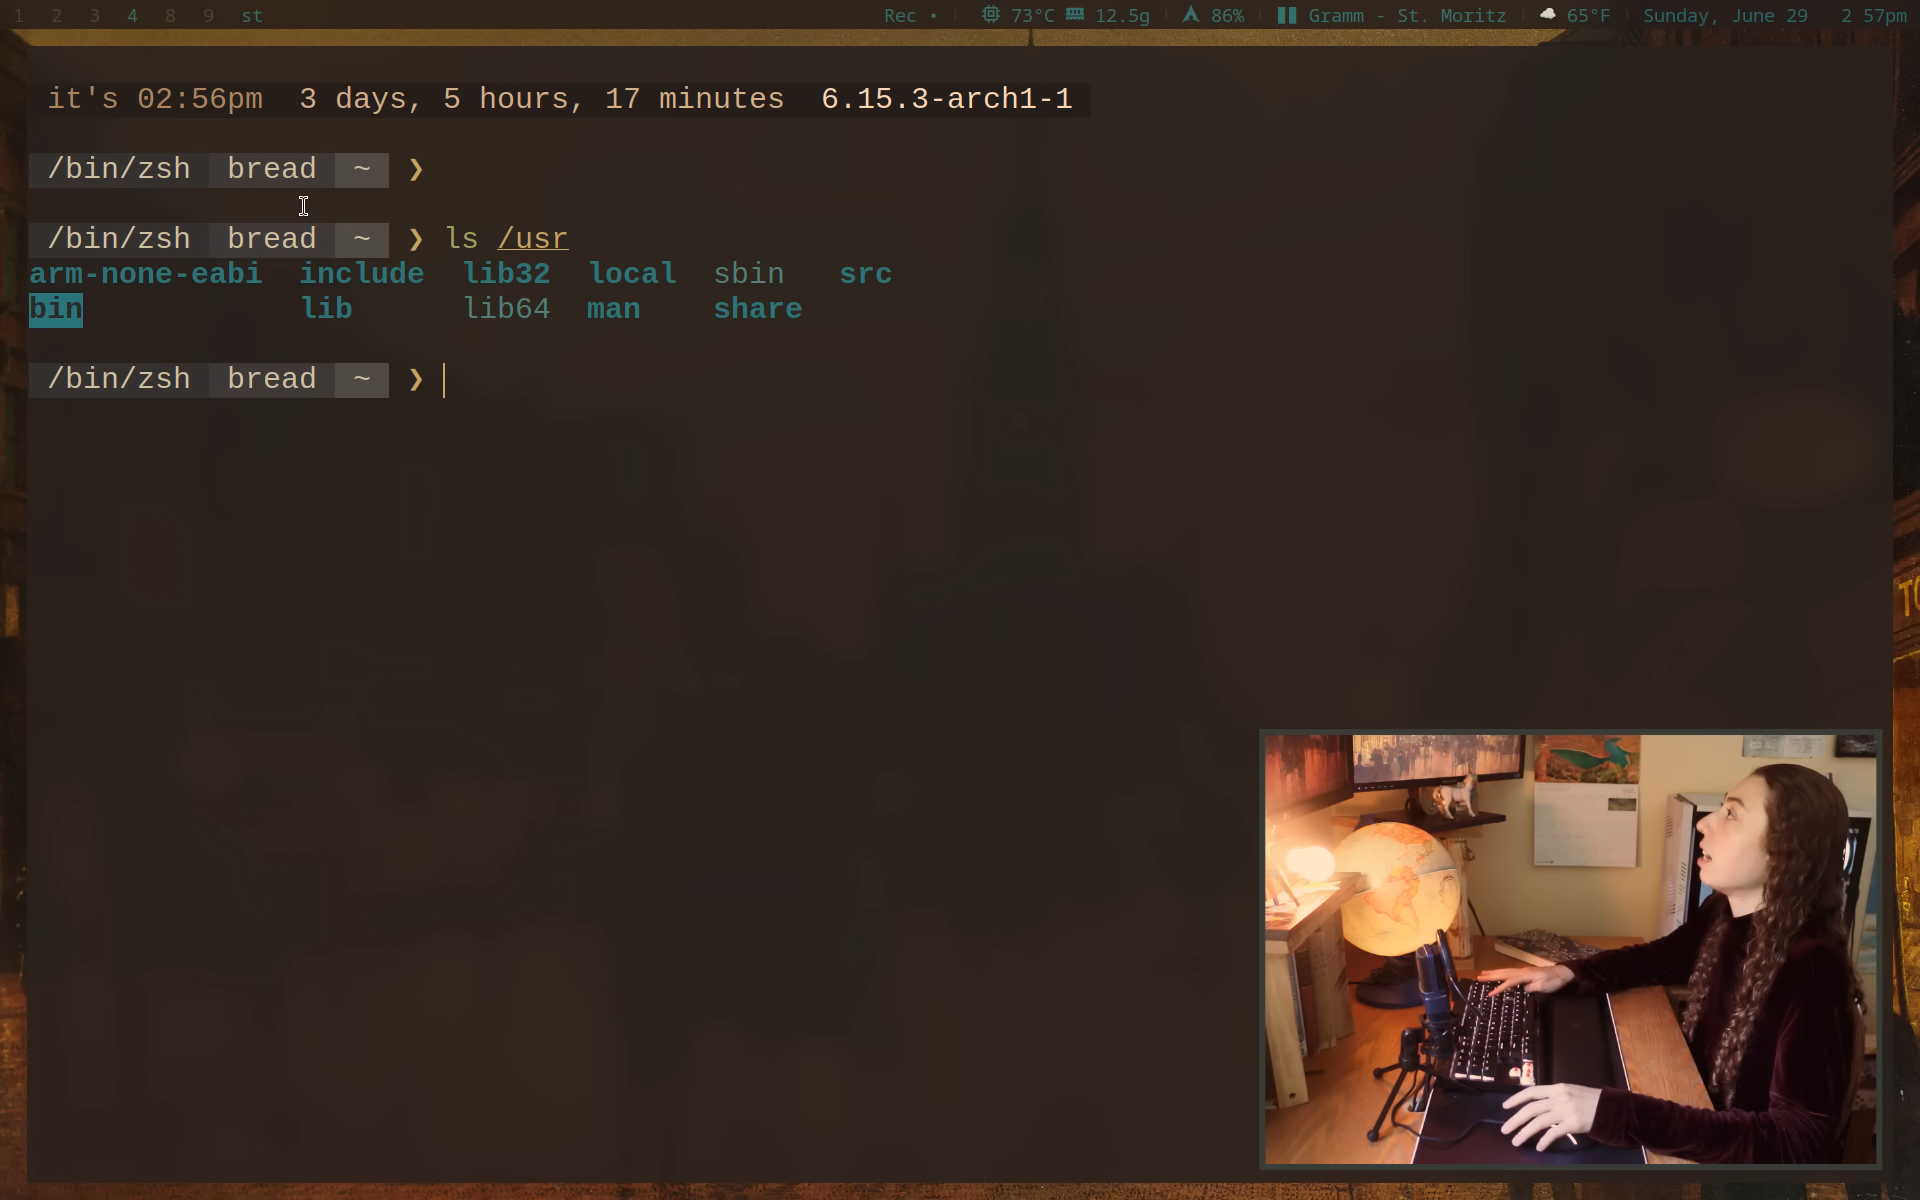 1 2 3 4 8 9 st Rec • 73°C 12.5g 86% Gramm - St. Moritz 65°F Sunday, June 29 2 57pm
it's 02:56pm 3 days, 5 hours, 17 minutes 6.15.3-arch1-1
/bin/zsh bread ~ ❯
/bin/zsh bread ~ ❯ ls /usr
arm-none-eabi include lib32 local sbin src
bin lib lib64 man share
/bin/zsh bread ~ ❯